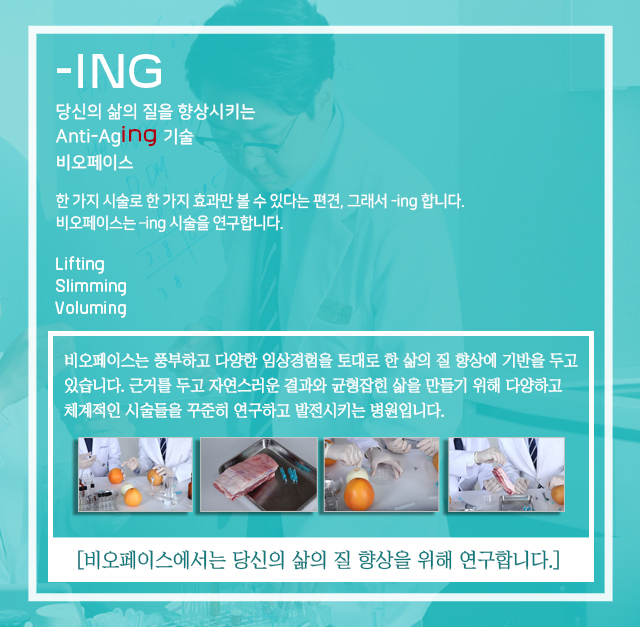 -ING
당신의 삶의 질을 향상시키는
Anti-Aging 기술
비오페이스
한 가지 시술로 한 가지 효과만 볼 수 있다는 편견, 그래서 -ing 합니다.
비오페이스는 -ing 시술을 연구합니다.
Lifting
Slimming
Voluming
비오페이스는 풍부하고 다양한 임상경험을 토대로 한 삶의 질 향상에 기반을 두고
있습니다. 근거를 두고 자연스러운 결과와 균형잡힌 삶을 만들기 위해 다양하고
체계적인 시술들을 꾸준히 연구하고 발전시키는 병원입니다.
[비오페이스에서는 당신의 삶의 질 향상을 위해 연구합니다.]